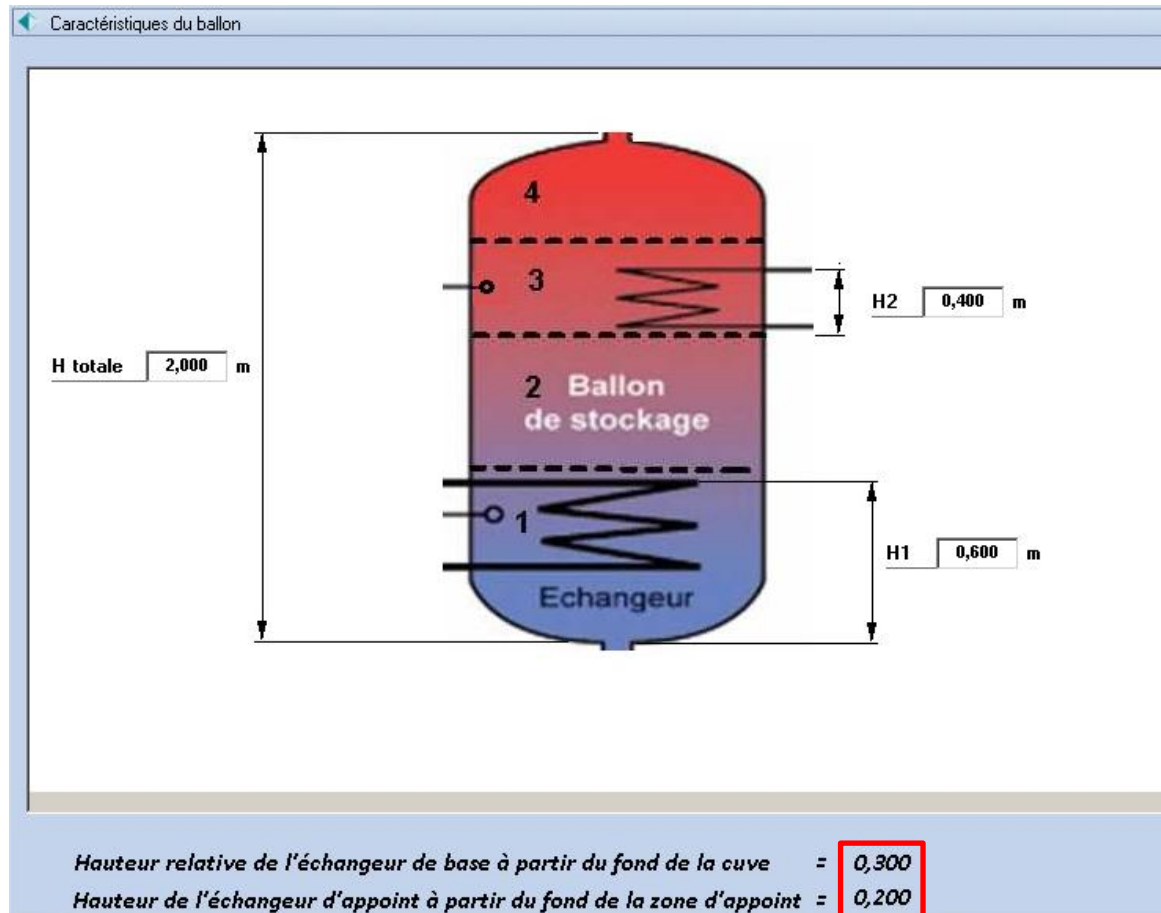 Caractéristiques du ballon
4
3
H2 0,400 m
H totale 2,000 m
2 Ballon
de stockage
1
H1 0,600 m
Echangeur
Hauteur relative de l'échangeur de base à partir du fond de la cuve = 0,300
Hauteur de l'échangeur d'appoint à partir du fond de la zone d'appoint = 0,200